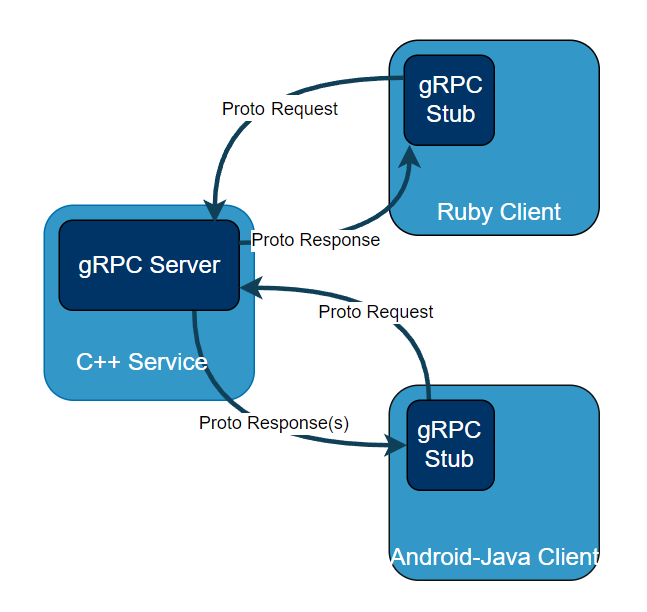 gRPC
Stub
Proto Request
Ruby Client
Proto Response
gRPC Server
Proto Request
C++ Service
Proto Response(s)
gRPC
Stub
Android-Java Client